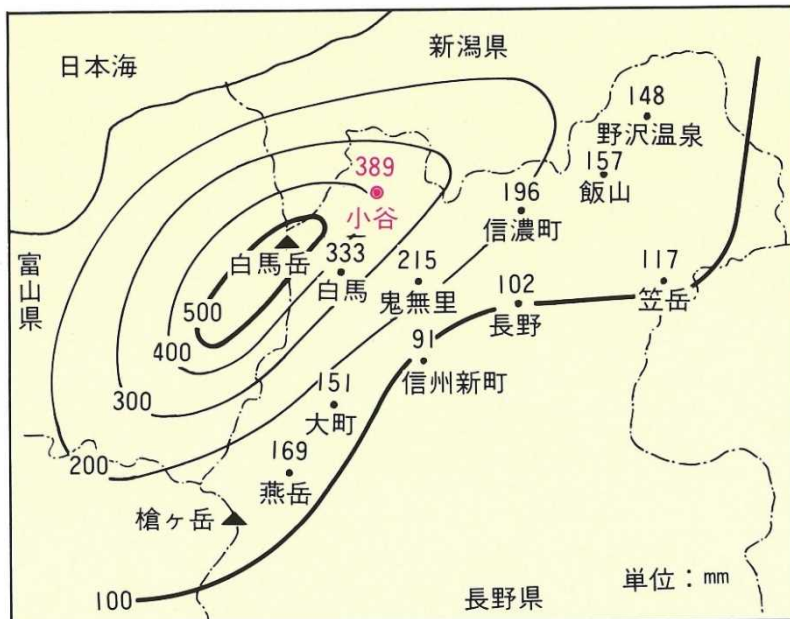 日本海
新潟県
富山県
148
野沢温泉
157
飯山
389
小谷
196
信濃町
白馬岳
333
白馬
215
鬼無里
102
長野
117
笠岳
91
信州新町
151
大町
169
燕岳
槍ヶ岳
500
400
300
200
100
単位：mm
長野県